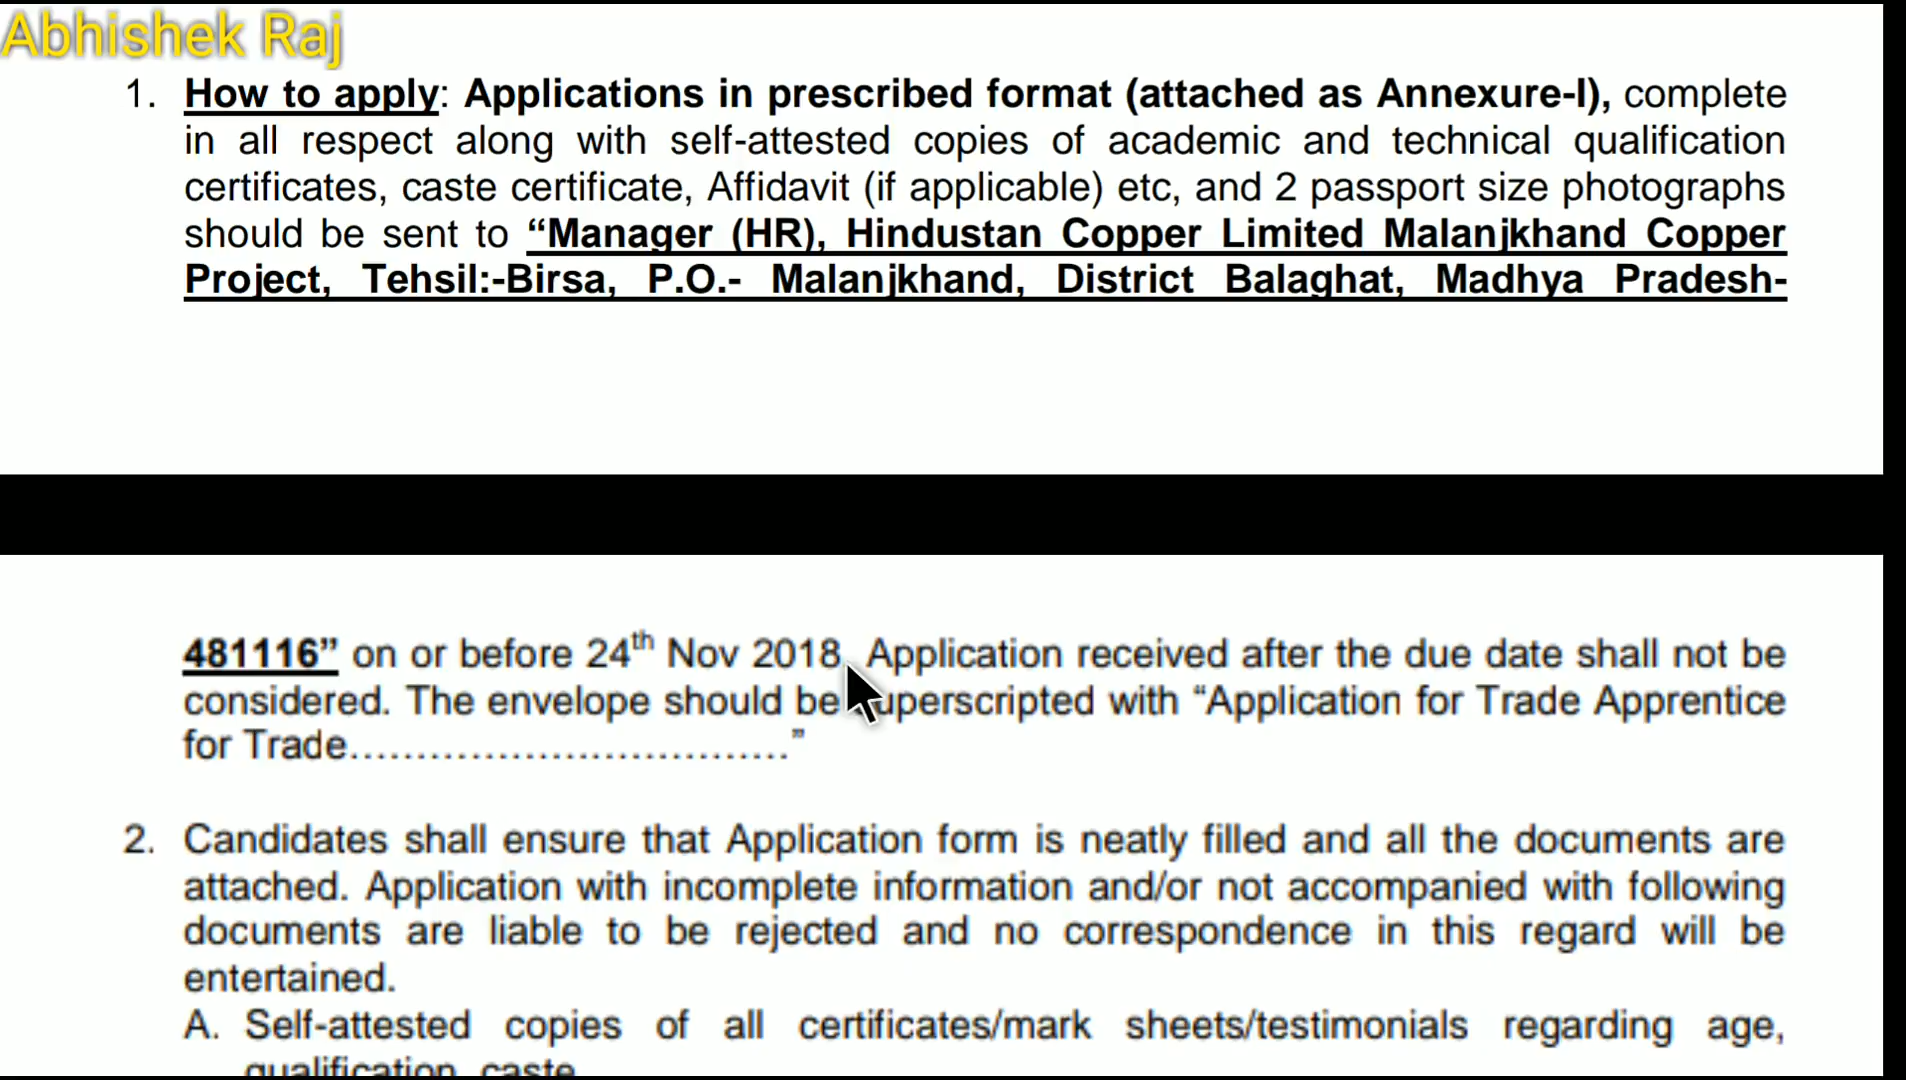 Abhishek Raj
1. How to apply: Applications in prescribed format (attached as Annexure-I), complete
in all respect along with self-attested copies of academic and technical qualification
certificates, caste certificate, Affidavit (if applicable) etc, and 2 passport size photographs
should be sent to “Manager (HR), Hindustan Copper Limited Malanjkhand Copper
Project, Tehsil:-Birsa, P.O.- Malanjkhand, District Balaghat, Madhya Pradesh-
481116” on or before 24th Nov 2018. Application received after the due date shall not be
considered. The envelope should be superscripted with “Application for Trade Apprentice
for Trade.................................”
2. Candidates shall ensure that Application form is neatly filled and all the documents are
attached. Application with incomplete information and/or not accompanied with following
documents are liable to be rejected and no correspondence in this regard will be
entertained.
A. Self-attested copies of all certificates/mark sheets/testimonials regarding age,
qualification, caste